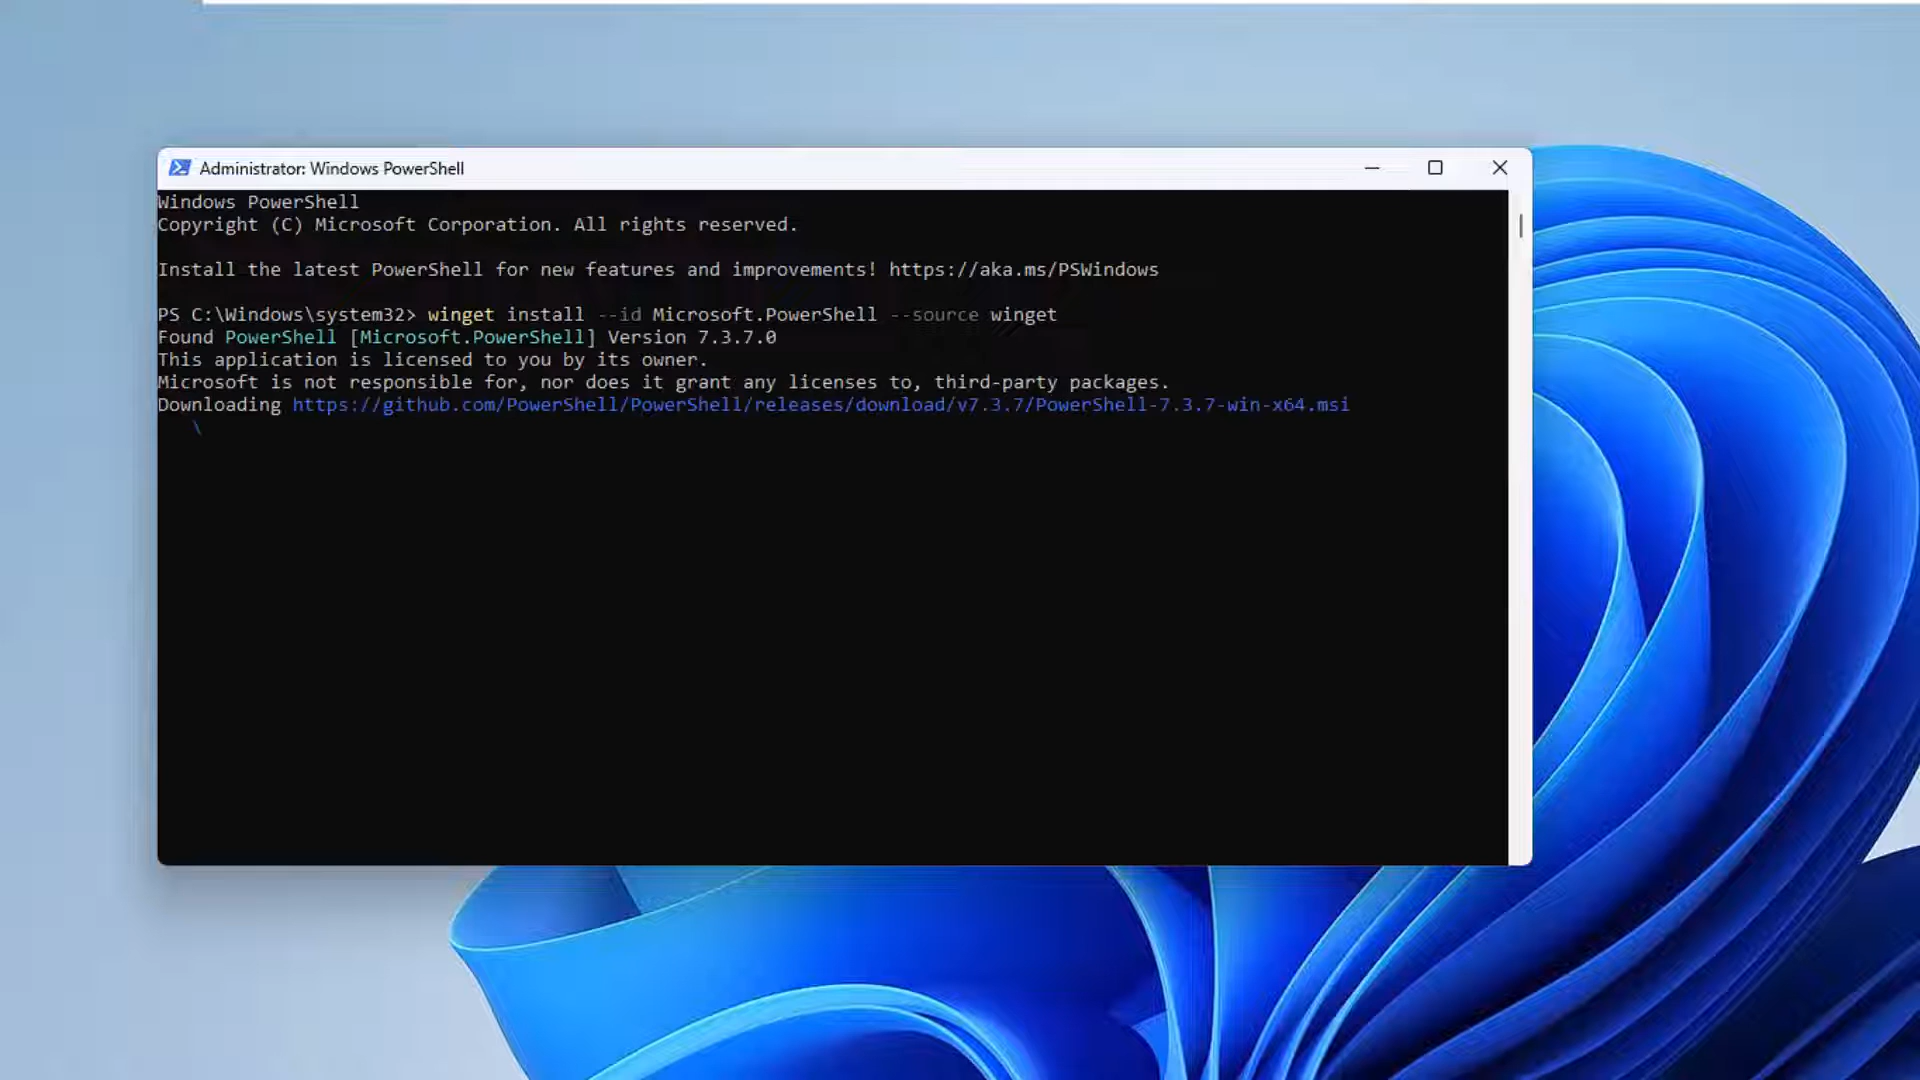 Administrator: Windows PowerShell
Windows PowerShell
Copyright (C) Microsoft Corporation. All rights reserved.
Install the latest PowerShell for new features and improvements! https://aka.ms/PSWindows
PS C:\Windows\system32> winget install --id Microsoft.PowerShell --source winget
Found PowerShell [Microsoft.PowerShell] Version 7.3.7.0
This application is licensed to you by its owner.
Microsoft is not responsible for, nor does it grant any licenses to, third-party packages.
Downloading https://github.com/PowerShell/PowerShell/releases/download/v7.3.7/PowerShell-7.3.7-win-x64.msi
\